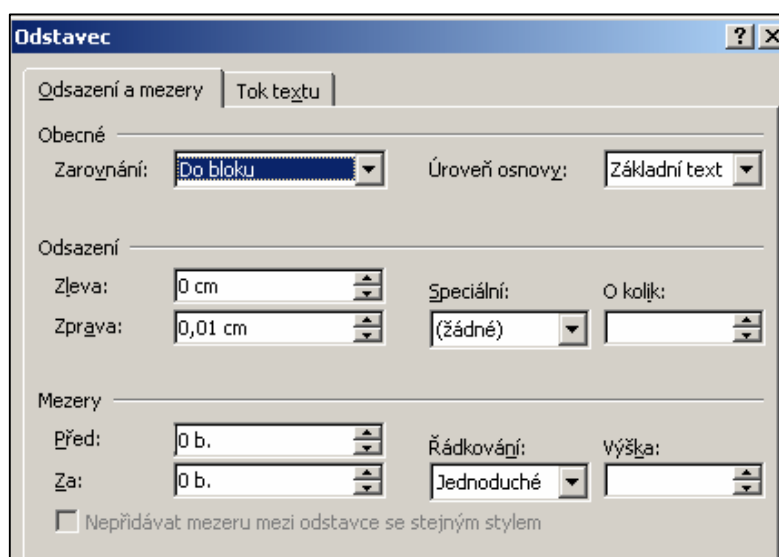 Odstavec
Odsazení a mezery Tok textu
Obecné
Zarovnání: Do bloku Úroveň osnovy: Základní text
Odsazení
Zleva: 0 cm Speciální: O kolik:
Zprava: 0,01 cm (žádné)
Mezery
Před: 0 b. Řádkování: Výška:
Za: 0 b. Jednoduché
Nepřidávat mezeru mezi odstavce se stejným stylem